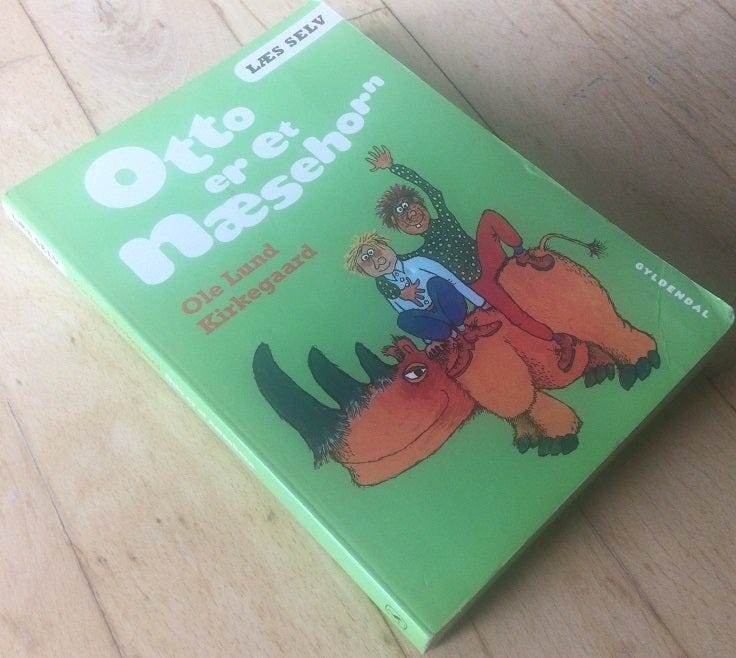 LÆS SELV
Otto
er et
Næsehorn
Ole Lund
Kirkegaard
GYLDENDAL